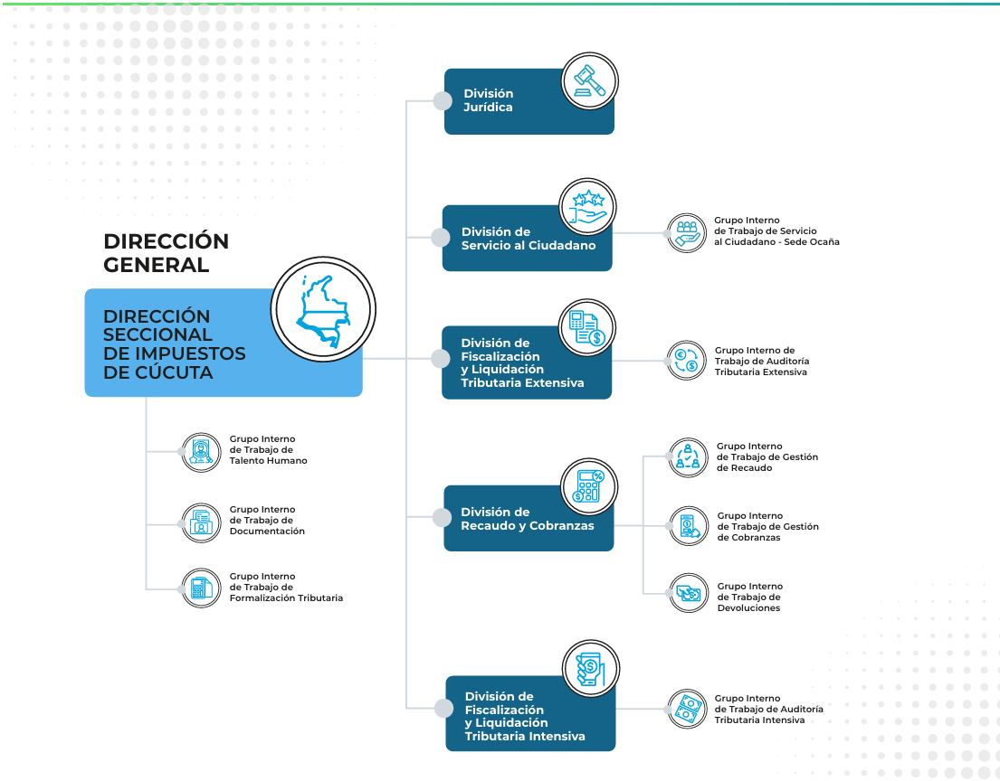 DIRECCIÓN
GENERAL
DIRECCIÓN
SECCIONAL
DE IMPUESTOS
DE CÚCUTA
Grupo Interno
de Trabajo de
Talento Humano
Grupo Interno
de Trabajo de
Documentación
Grupo Interno
de Trabajo de
Formalización Tributaria
División
Jurídica
División de
Servicio al Ciudadano
Grupo Interno
de Trabajo de Servicio
al Ciudadano - Sede Ocaña
División de
Fiscalización
y Liquidación
Tributaria Extensiva
Grupo Interno de
Trabajo de Auditoría
Tributaria Extensiva
División de
Recaudo y Cobranzas
Grupo Interno
de Trabajo de Gestión
de Recaudo
Grupo Interno
de Trabajo de Gestión
de Cobranzas
Grupo Interno
de Trabajo de
Devoluciones
División de
Fiscalización
y Liquidación
Tributaria Intensiva
Grupo Interno
de Trabajo de Auditoría
Tributaria Intensiva